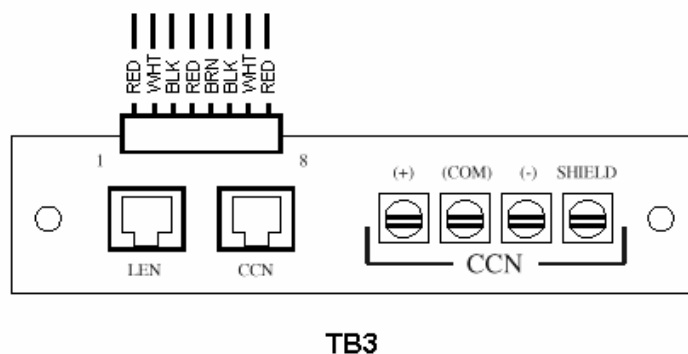 RED WHT BLK RED BRN BLK WHT RED
1 8
(+) (COM) (-) SHIELD
LEN CCN CCN
TB3